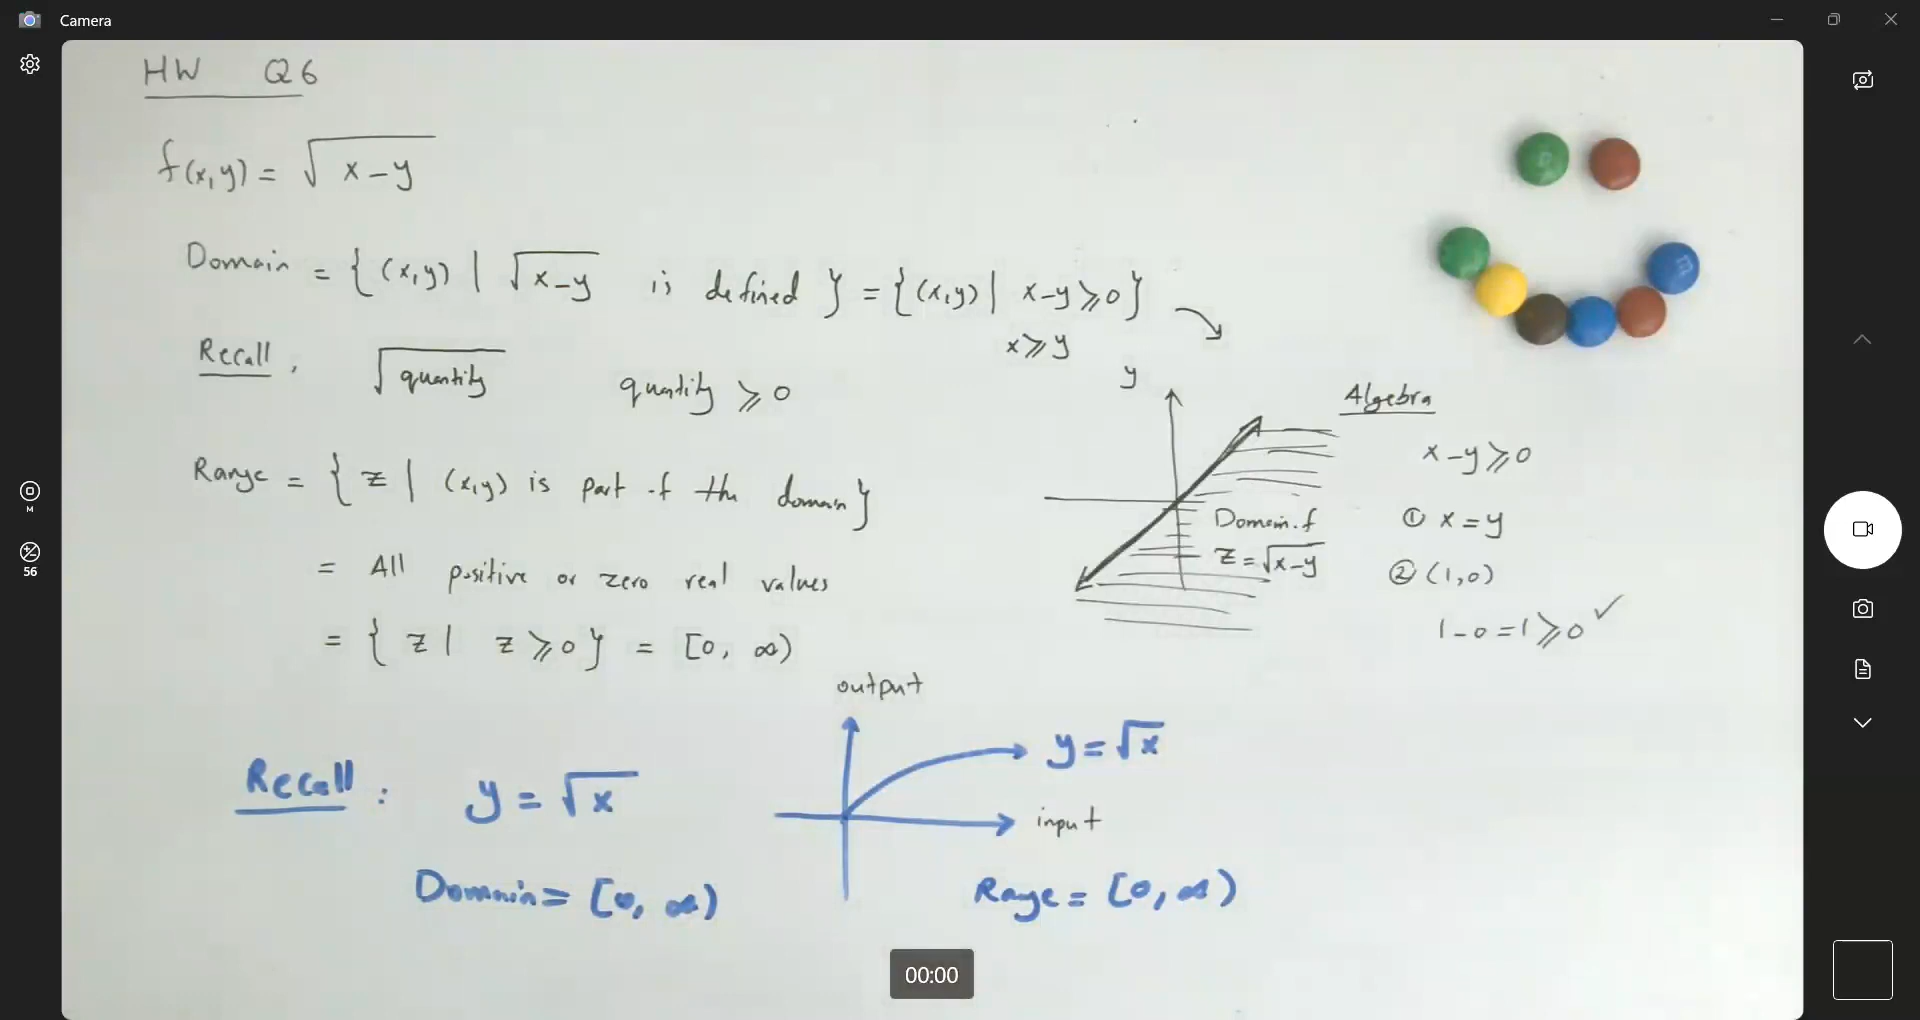 Camera
HW Q6
f(x,y) = √(x-y)
Domain = { (x,y) | √(x-y) is defined } = { (x,y) | x-y ⩾ 0 }
x ⩾ y
Recall, √quantity quantity ⩾ 0
Range = { z | (x,y) is part of the domain }
= All positive or zero real values
= { z | z ⩾ 0 } = [0, ∞)
y
Domain of
z = √(x-y)
Algebra
x-y ⩾ 0
① x = y
② (1,0)
1-0 = 1 ⩾ 0 ✓
Recall : y = √x
output
y = √x
input
Domain = [0, ∞)
Range = [0, ∞)
M
56
00:00